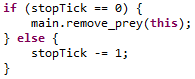 if (stopTick == 0) {
    main.remove_prey(this);
} else {
    stopTick -= 1;
}